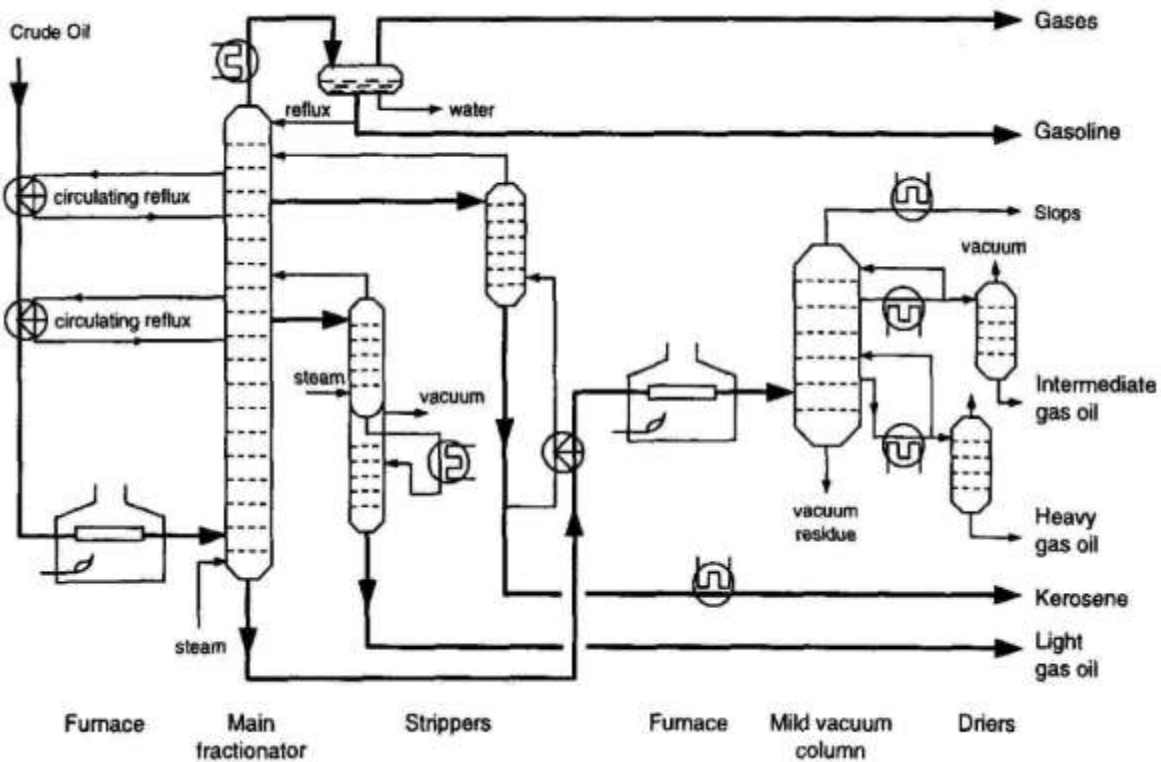 Crude Oil
Gases
reflux
water
Gasoline
circulating reflux
Slops
vacuum
circulating reflux
steam
vacuum
Intermediate
gas oil
vacuum
residue
Heavy
gas oil
Kerosene
steam
Light
gas oil
Furnace
Main
fractionator
Strippers
Furnace
Mild vacuum
column
Driers